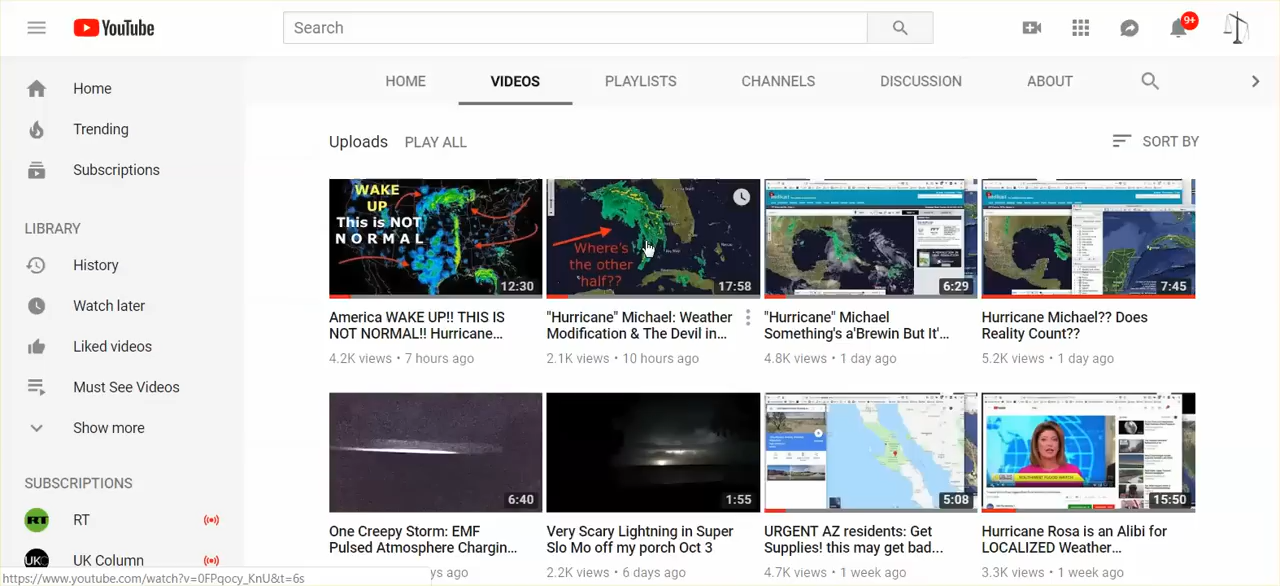 YouTube
Search
9+
HOME VIDEOS PLAYLISTS CHANNELS DISCUSSION ABOUT
Home
Trending
Subscriptions
LIBRARY
History
Watch later
Liked videos
Must See Videos
Show more
SUBSCRIPTIONS
RT
UK Column
Uploads PLAY ALL
SORT BY
WAKE
UP
This is NOT
NORMAL
12:30
America WAKE UP!! THIS IS
NOT NORMAL!! Hurricane...
4.2K views • 7 hours ago
Where's
the other
half??
17:58
"Hurricane" Michael: Weather
Modification & The Devil in...
2.1K views • 10 hours ago
6:29
"Hurricane" Michael
Something's a'Brewin But It'...
4.8K views • 1 day ago
7:45
Hurricane Michael?? Does
Reality Count??
5.2K views • 1 day ago
6:40
One Creepy Storm: EMF
Pulsed Atmosphere Chargin...
ys ago
1:55
Very Scary Lightning in Super
Slo Mo off my porch Oct 3
2.2K views • 6 days ago
5:08
URGENT AZ residents: Get
Supplies! this may get bad...
4.7K views • 1 week ago
15:50
Hurricane Rosa is an Alibi for
LOCALIZED Weather...
3.3K views • 1 week ago
https://www.youtube.com/watch?v=0FPqocy_KnU&t=6s